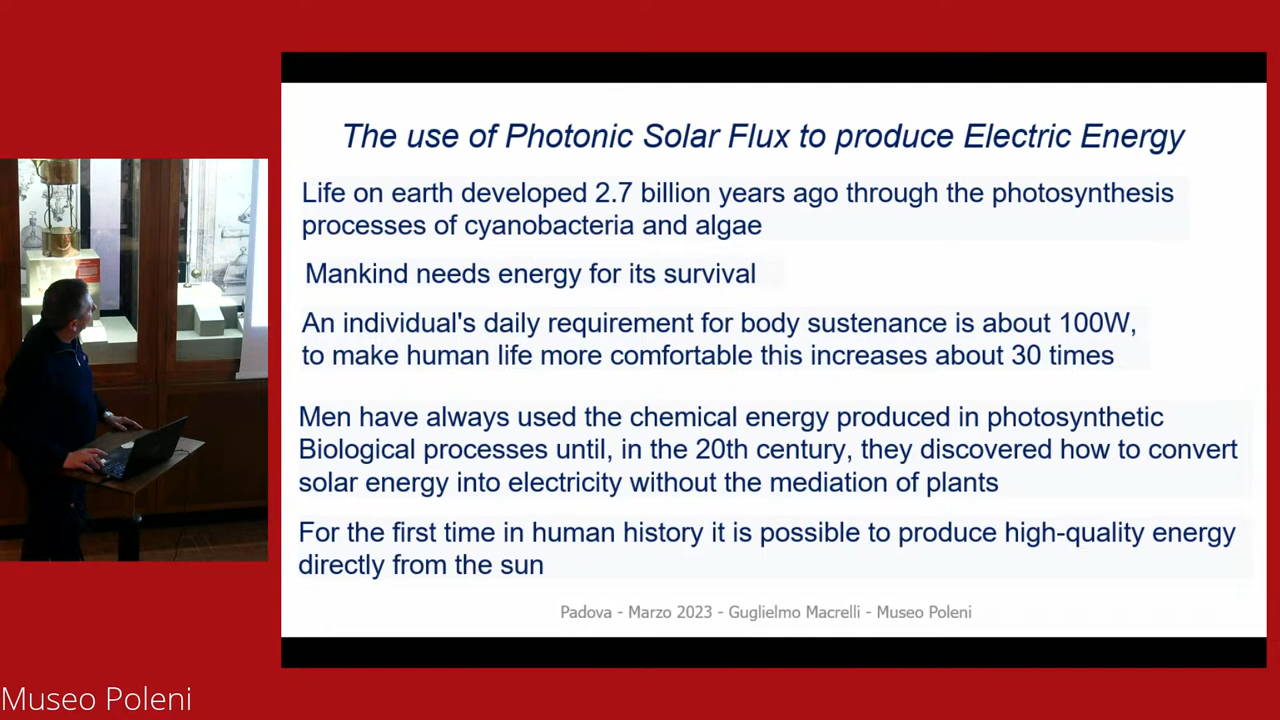 The use of Photonic Solar Flux to produce Electric Energy
Life on earth developed 2.7 billion years ago through the photosynthesis
processes of cyanobacteria and algae
Mankind needs energy for its survival
An individual's daily requirement for body sustenance is about 100W,
to make human life more comfortable this increases about 30 times
Men have always used the chemical energy produced in photosynthetic
Biological processes until, in the 20th century, they discovered how to convert
solar energy into electricity without the mediation of plants
For the first time in human history it is possible to produce high-quality energy
directly from the sun
Padova - Marzo 2023 - Guglielmo Macrelli - Museo Poleni
Museo Poleni